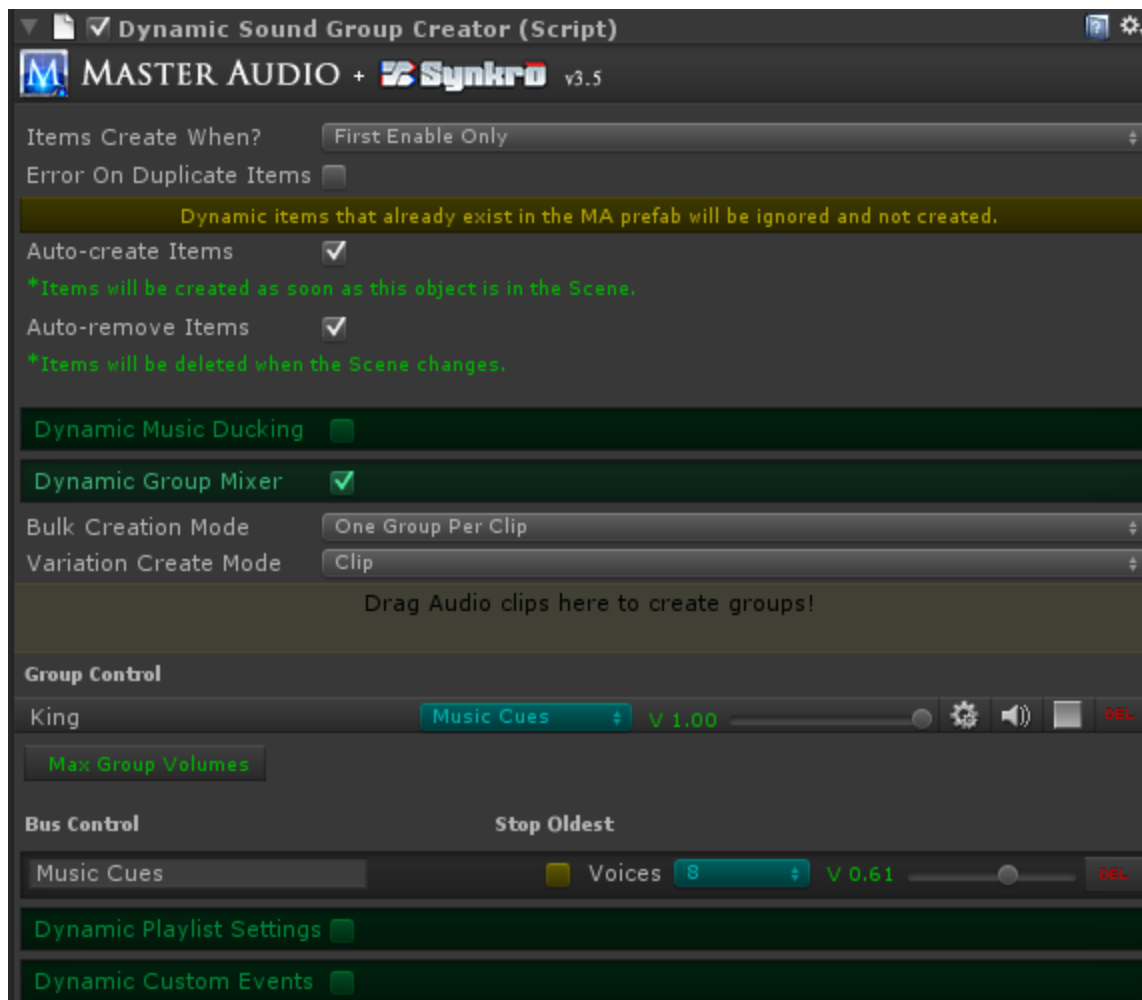 Dynamic Sound Group Creator (Script)
M MASTER AUDIO + Synkro v3.5
Items Create When? First Enable Only
Error On Duplicate Items
Dynamic items that already exist in the MA prefab will be ignored and not created.
Auto-create Items
*Items will be created as soon as this object is in the Scene.
Auto-remove Items
*Items will be deleted when the Scene changes.
Dynamic Music Ducking
Dynamic Group Mixer
Bulk Creation Mode One Group Per Clip
Variation Create Mode Clip
Drag Audio clips here to create groups!
Group Control
King Music Cues V 1.00 DEL
Max Group Volumes
Bus Control Stop Oldest
Music Cues Voices 8 V 0.61 DEL
Dynamic Playlist Settings
Dynamic Custom Events